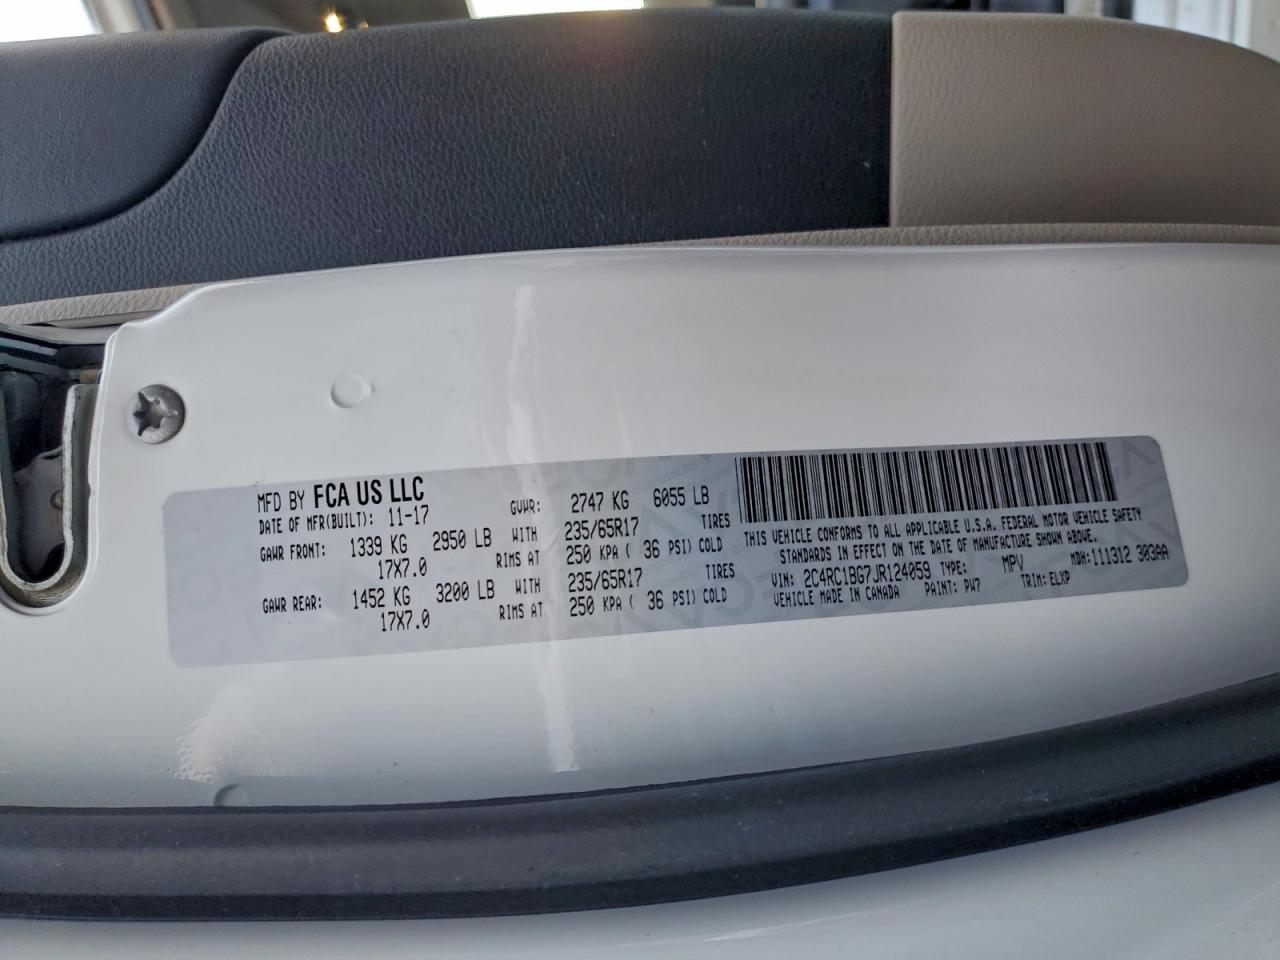 MFD BY FCA US LLC
DATE OF MFR(BUILT): 11-17 GVWR: 2747 KG 6055 LB
GAWR FRONT: 1339 KG 2950 LB WITH 235/65R17 TIRES
17X7.0 RIMS AT 250 KPA ( 36 PSI) COLD
GAWR REAR: 1452 KG 3200 LB WITH 235/65R17 TIRES
17X7.0 RIMS AT 250 KPA ( 36 PSI) COLD
THIS VEHICLE CONFORMS TO ALL APPLICABLE U.S.A. FEDERAL MOTOR VEHICLE SAFETY
STANDARDS IN EFFECT ON THE DATE OF MANUFACTURE SHOWN ABOVE.
MDH:111312 303AA
VIN: 2C4RC1BG7JR124059 TYPE: MPV
VEHICLE MADE IN CANADA PAINT: PW7 TRIM: ELXP